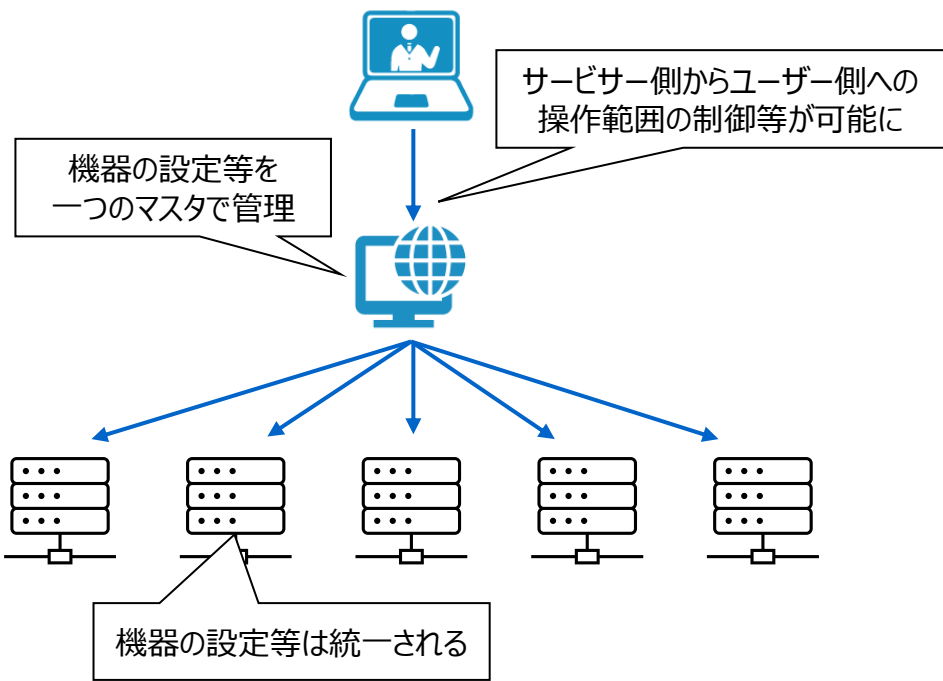 サービサー側からユーザー側への
操作範囲の制御等が可能に
機器の設定等を
一つのマスタで管理
機器の設定等は統一される